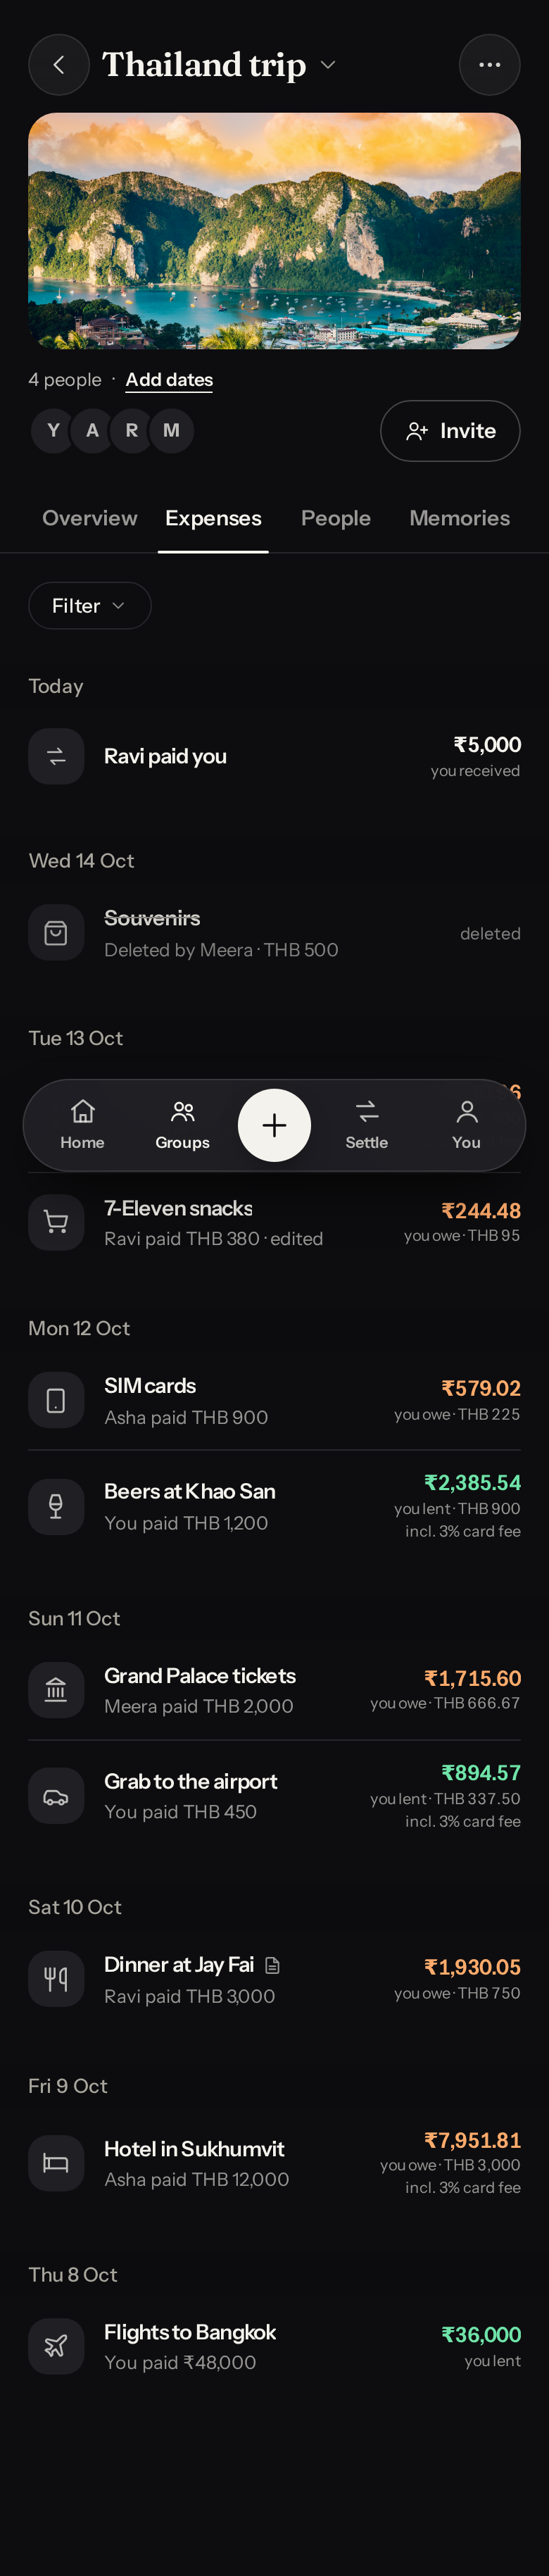 Thailand trip
4 people · Add dates
Y A R M
Invite
Overview Expenses People Memories
Filter
Today
Ravi paid you
₹5,000
you received
Wed 14 Oct
Souvenirs
Deleted by Meera · THB 500
deleted
Tue 13 Oct
Home Groups Settle You
7-Eleven snacks
Ravi paid THB 380 · edited
₹244.48
you owe · THB 95
Mon 12 Oct
SIM cards
Asha paid THB 900
₹579.02
you owe · THB 225
Beers at Khao San
You paid THB 1,200
₹2,385.54
you lent · THB 900
incl. 3% card fee
Sun 11 Oct
Grand Palace tickets
Meera paid THB 2,000
₹1,715.60
you owe · THB 666.67
Grab to the airport
You paid THB 450
₹894.57
you lent · THB 337.50
incl. 3% card fee
Sat 10 Oct
Dinner at Jay Fai
Ravi paid THB 3,000
₹1,930.05
you owe · THB 750
Fri 9 Oct
Hotel in Sukhumvit
Asha paid THB 12,000
₹7,951.81
you owe · THB 3,000
incl. 3% card fee
Thu 8 Oct
Flights to Bangkok
You paid ₹48,000
₹36,000
you lent